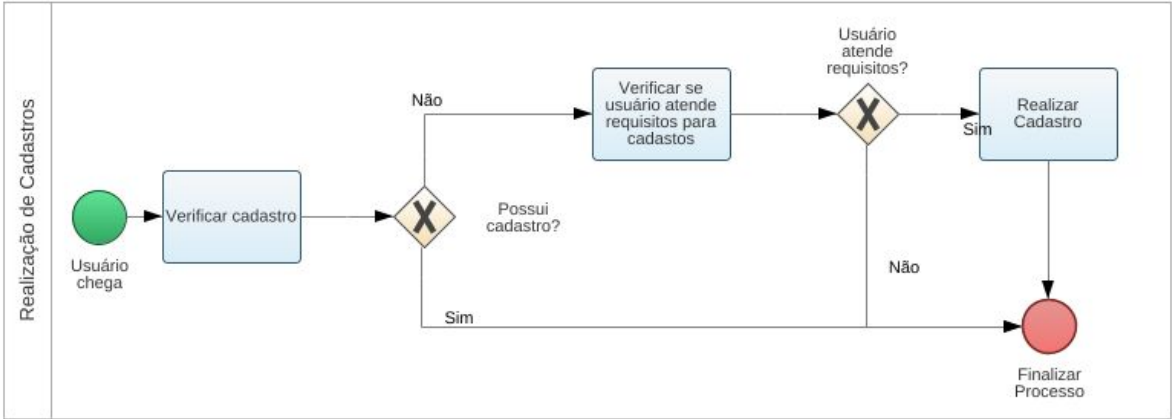 Realização de Cadastros
Usuário
chega
Verificar cadastro
Possui
cadastro?
Não
Sim
Verificar se
usuário atende
requisitos para
cadastos
Usuário
atende
requisitos?
Sim
Não
Realizar
Cadastro
Finalizar
Processo